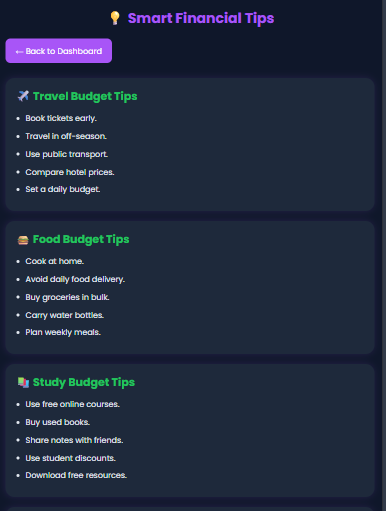 💡 Smart Financial Tips
← Back to Dashboard
✈️ Travel Budget Tips
• Book tickets early.
• Travel in off-season.
• Use public transport.
• Compare hotel prices.
• Set a daily budget.
🍔 Food Budget Tips
• Cook at home.
• Avoid daily food delivery.
• Buy groceries in bulk.
• Carry water bottles.
• Plan weekly meals.
📚 Study Budget Tips
• Use free online courses.
• Buy used books.
• Share notes with friends.
• Use student discounts.
• Download free resources.